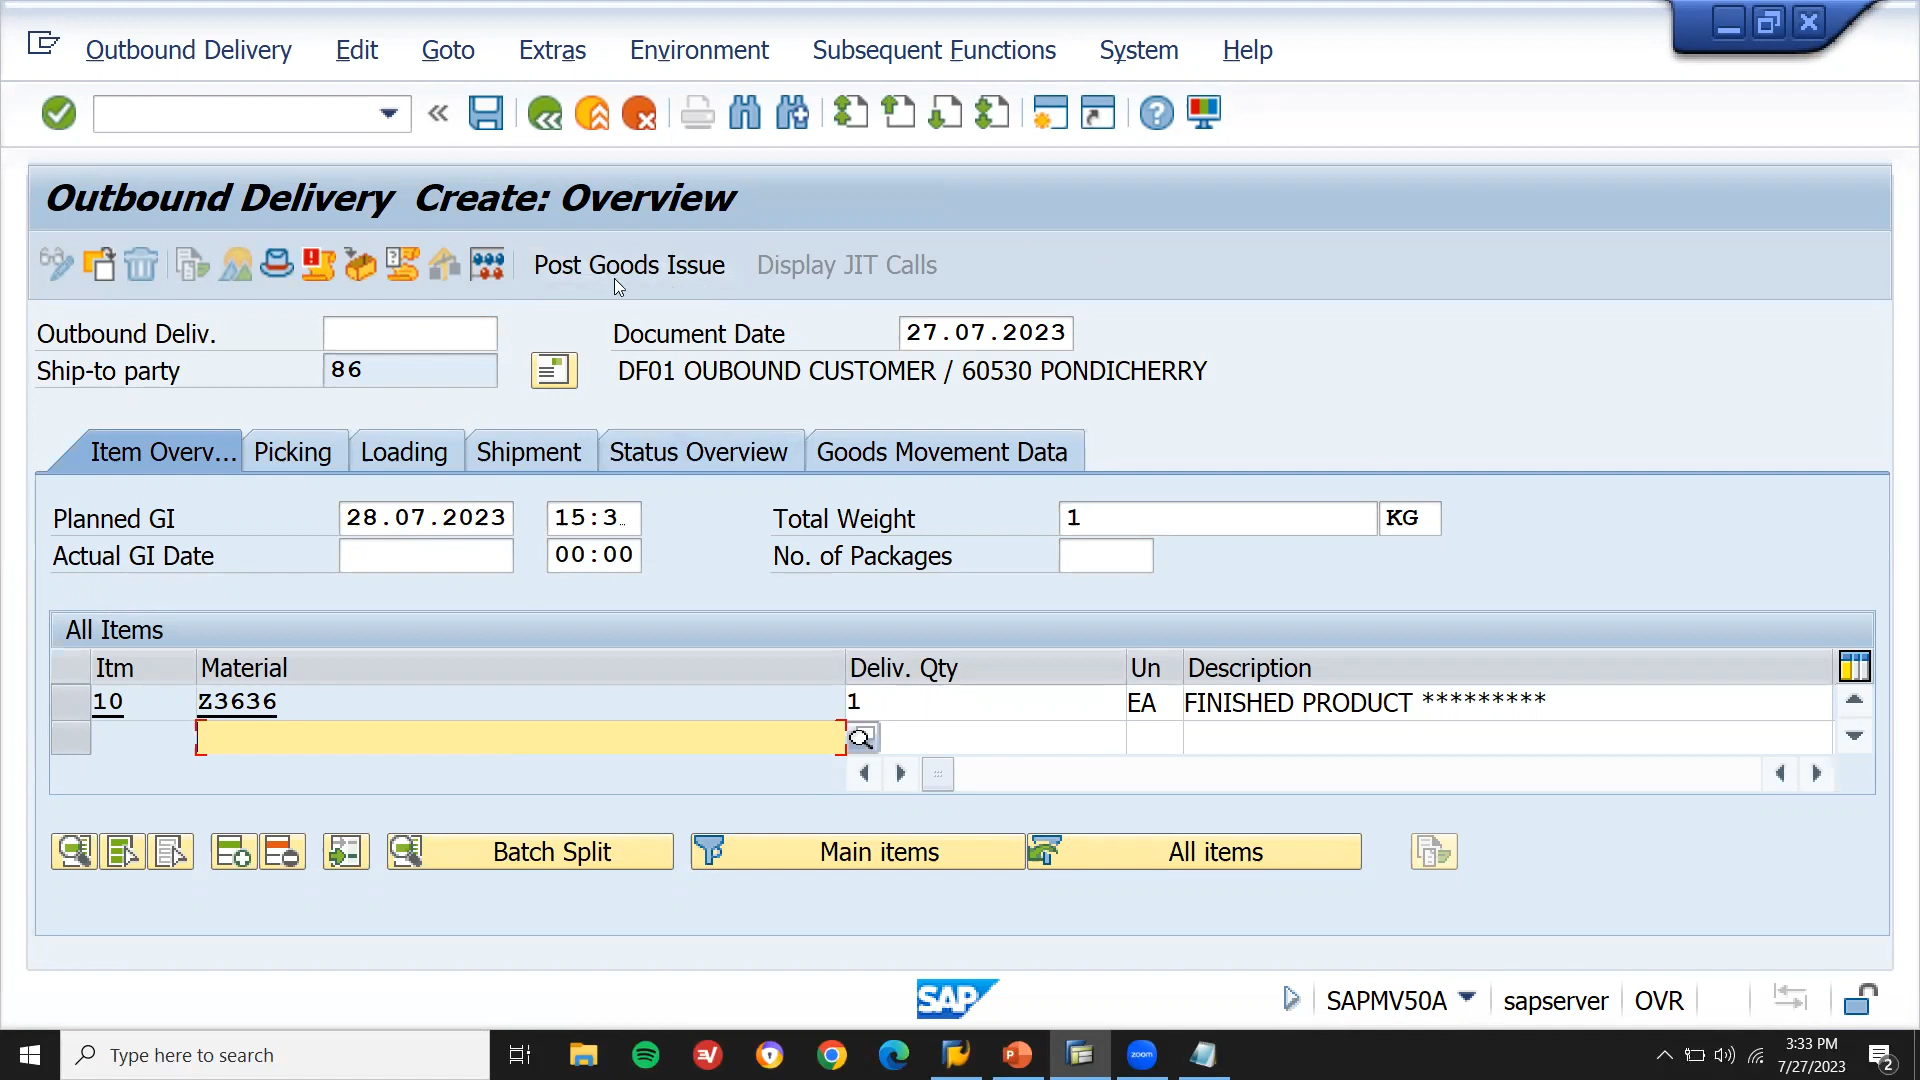 Outbound Delivery Edit Goto Extras Environment Subsequent Functions System Help
Outbound Delivery Create: Overview
Post Goods Issue Display JIT Calls
Outbound Deliv. Document Date 27.07.2023
Ship-to party 86 DF01 OUBOUND CUSTOMER / 60530 PONDICHERRY
Item Overv... Picking Loading Shipment Status Overview Goods Movement Data
Planned GI 28.07.2023 15:3… Total Weight 1 KG
Actual GI Date 00:00 No. of Packages
All Items
Itm Material Deliv. Qty Un Description
10 Z3636 1 EA FINISHED PRODUCT *********
Batch Split Main items All items
SAP SAPMV50A sapserver OVR
Type here to search
zoom
3:33 PM
7/27/2023
2